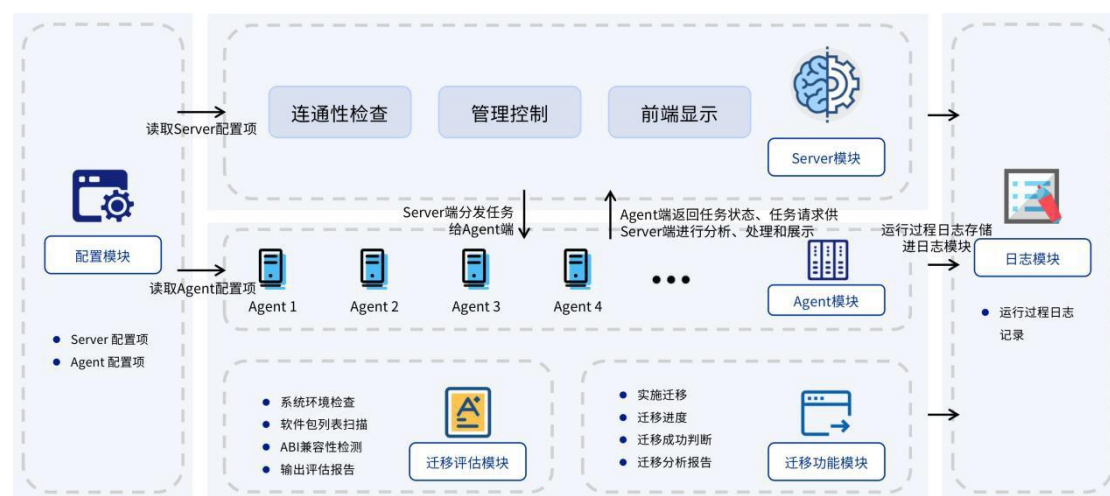 连通性检查
管理控制
前端显示
Server模块
读取Server配置项
配置模块
Server 配置项
Agent 配置项
读取Agent配置项
Server端分发任务
给Agent端
Agent端返回任务状态、任务请求供
Server端进行分析、处理和展示
Agent 1
Agent 2
Agent 3
Agent 4
Agent模块
运行过程日志存储
进日志模块
日志模块
运行过程日志
记录
系统环境检查
软件包列表扫描
ABI兼容性检测
输出评估报告
迁移评估模块
实施迁移
迁移进度
迁移成功判断
迁移分析报告
迁移功能模块